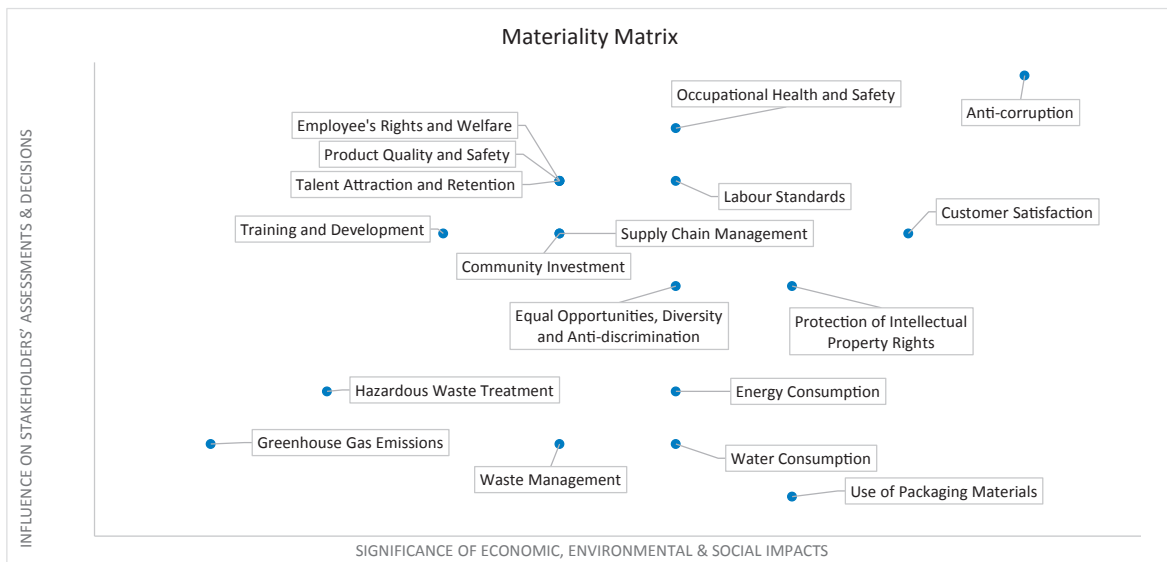 Materiality Matrix
INFLUENCE ON STAKEHOLDERS' ASSESSMENTS & DECISIONS
Occupational Health and Safety
Anti-corruption
Employee's Rights and Welfare
Product Quality and Safety
Talent Attraction and Retention
Labour Standards
Customer Satisfaction
Training and Development
Supply Chain Management
Community Investment
Equal Opportunities, Diversity
and Anti-discrimination
Protection of Intellectual
Property Rights
Hazardous Waste Treatment
Energy Consumption
Greenhouse Gas Emissions
Waste Management
Water Consumption
Use of Packaging Materials
SIGNIFICANCE OF ECONOMIC, ENVIRONMENTAL & SOCIAL IMPACTS